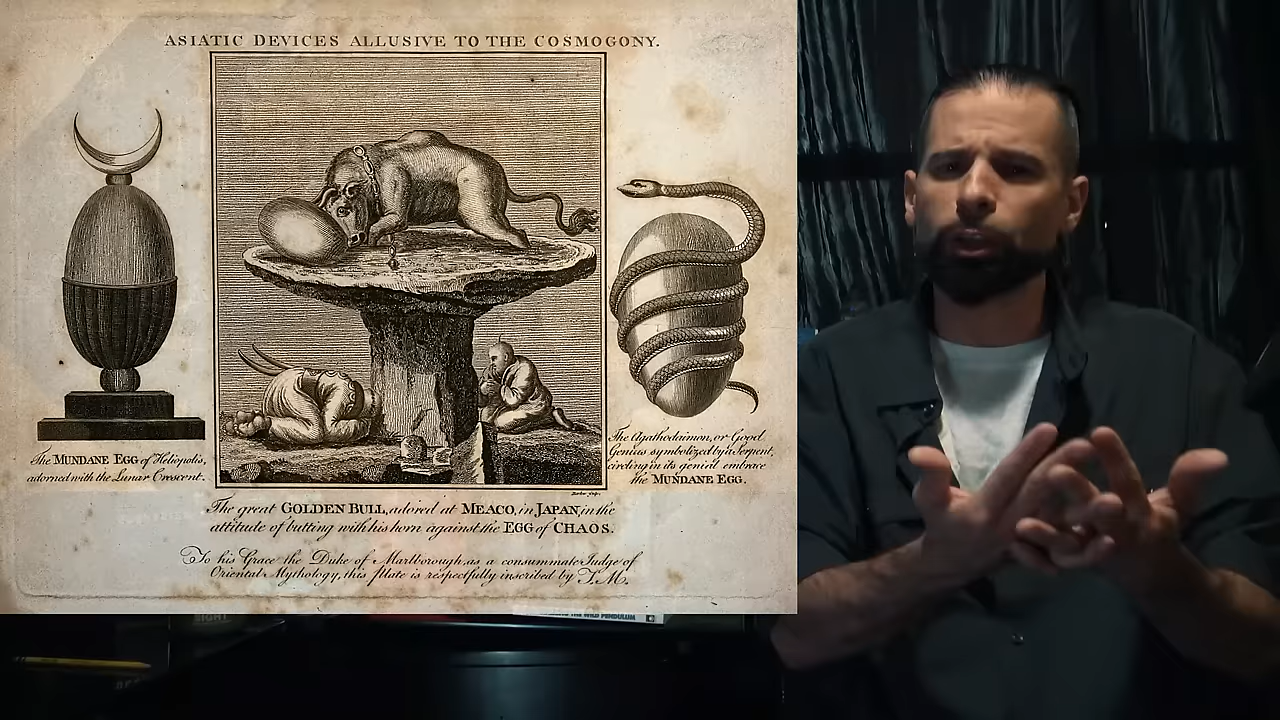 ASIATIC DEVICES ALLUSIVE TO THE COSMOGONY.
The MUNDANE EGG of Heliopolis,
adorned with the Lunar Crescent.
The Agathodaimon, or Good
Genius symbolized by a Serpent,
circling in its genial embrace
the MUNDANE EGG.
The great GOLDEN BULL, adored at MEACO, in JAPAN, in the
attitude of butting with his horn against the EGG of CHAOS.
To his Grace the Duke of Marlborough, as a consummate Judge of
Oriental Mythology, this Plate is respectfully inscribed by T.M.
SIGHT
WILD PENDULUM